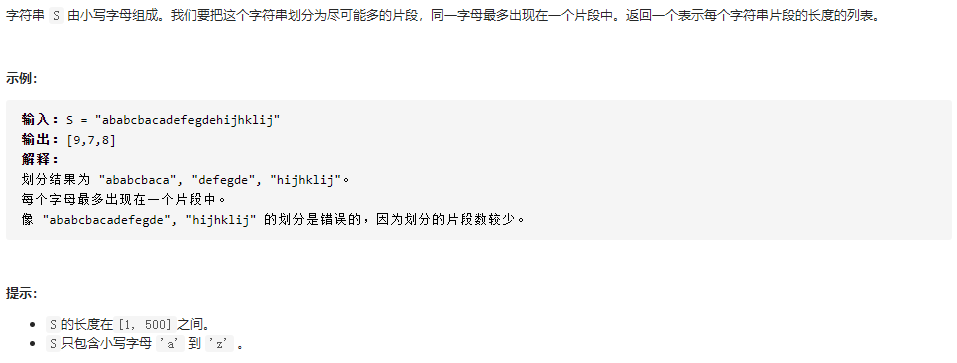 字符串 S 由小写字母组成。我们要把这个字符串划分为尽可能多的片段，同一字母最多出现在一个片段中。返回一个表示每个字符串片段的长度的列表。
示例：
输入：S = "ababcbacadefegdehijhklij"
输出：[9,7,8]
解释：
划分结果为 "ababcbaca", "defegde", "hijhklij"。
每个字母最多出现在一个片段中。
像 "ababcbacadefegde", "hijhklij" 的划分是错误的，因为划分的片段数较少。
提示：
• S的长度在[1, 500]之间。
• S只包含小写字母 'a' 到 'z' 。